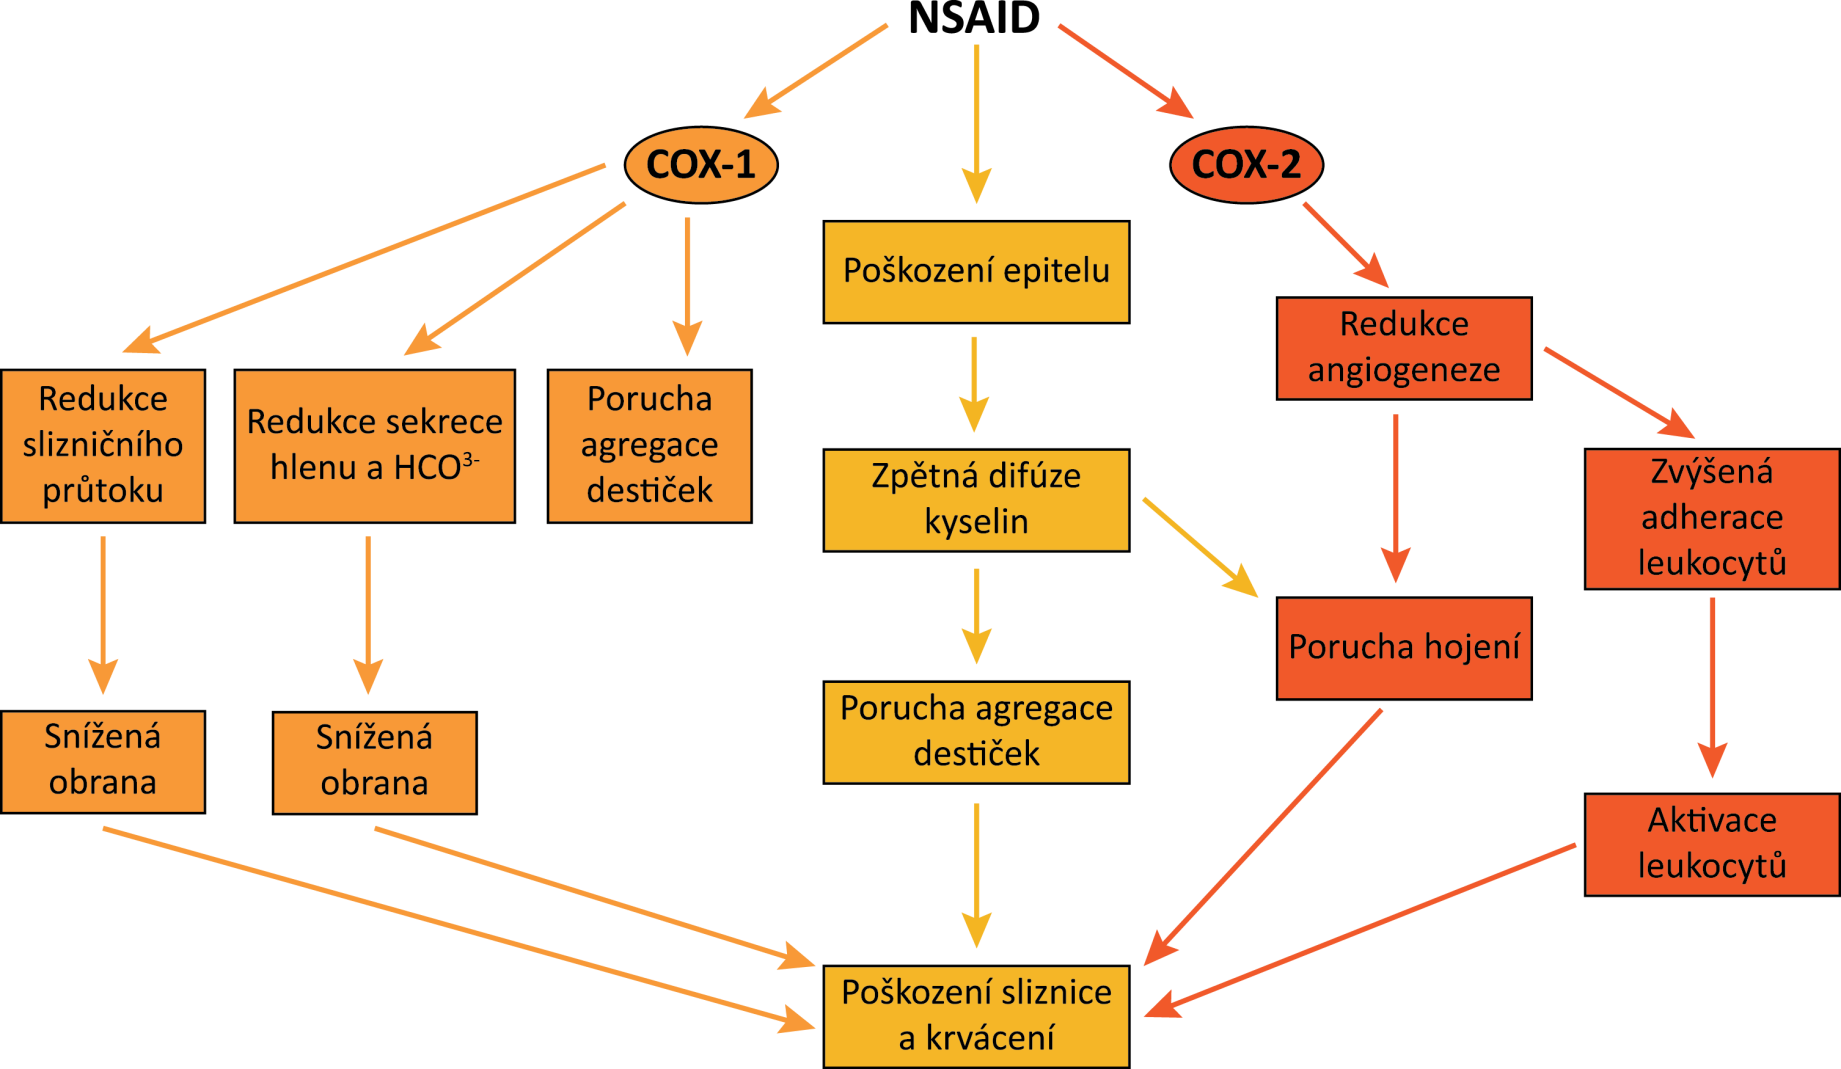 NSAID
COX-1
COX-2
Poškození epitelu
Redukce
angiogeneze
Redukce
slizničního
průtoku
Redukce sekrece
hlenu a HCO³⁻
Porucha
agregace
destiček
Zpětná difúze
kyselin
Zvýšená
adherace
leukocytů
Porucha hojení
Porucha agregace
destiček
Snížená
obrana
Snížená
obrana
Aktivace
leukocytů
Poškození sliznice
a krvácení